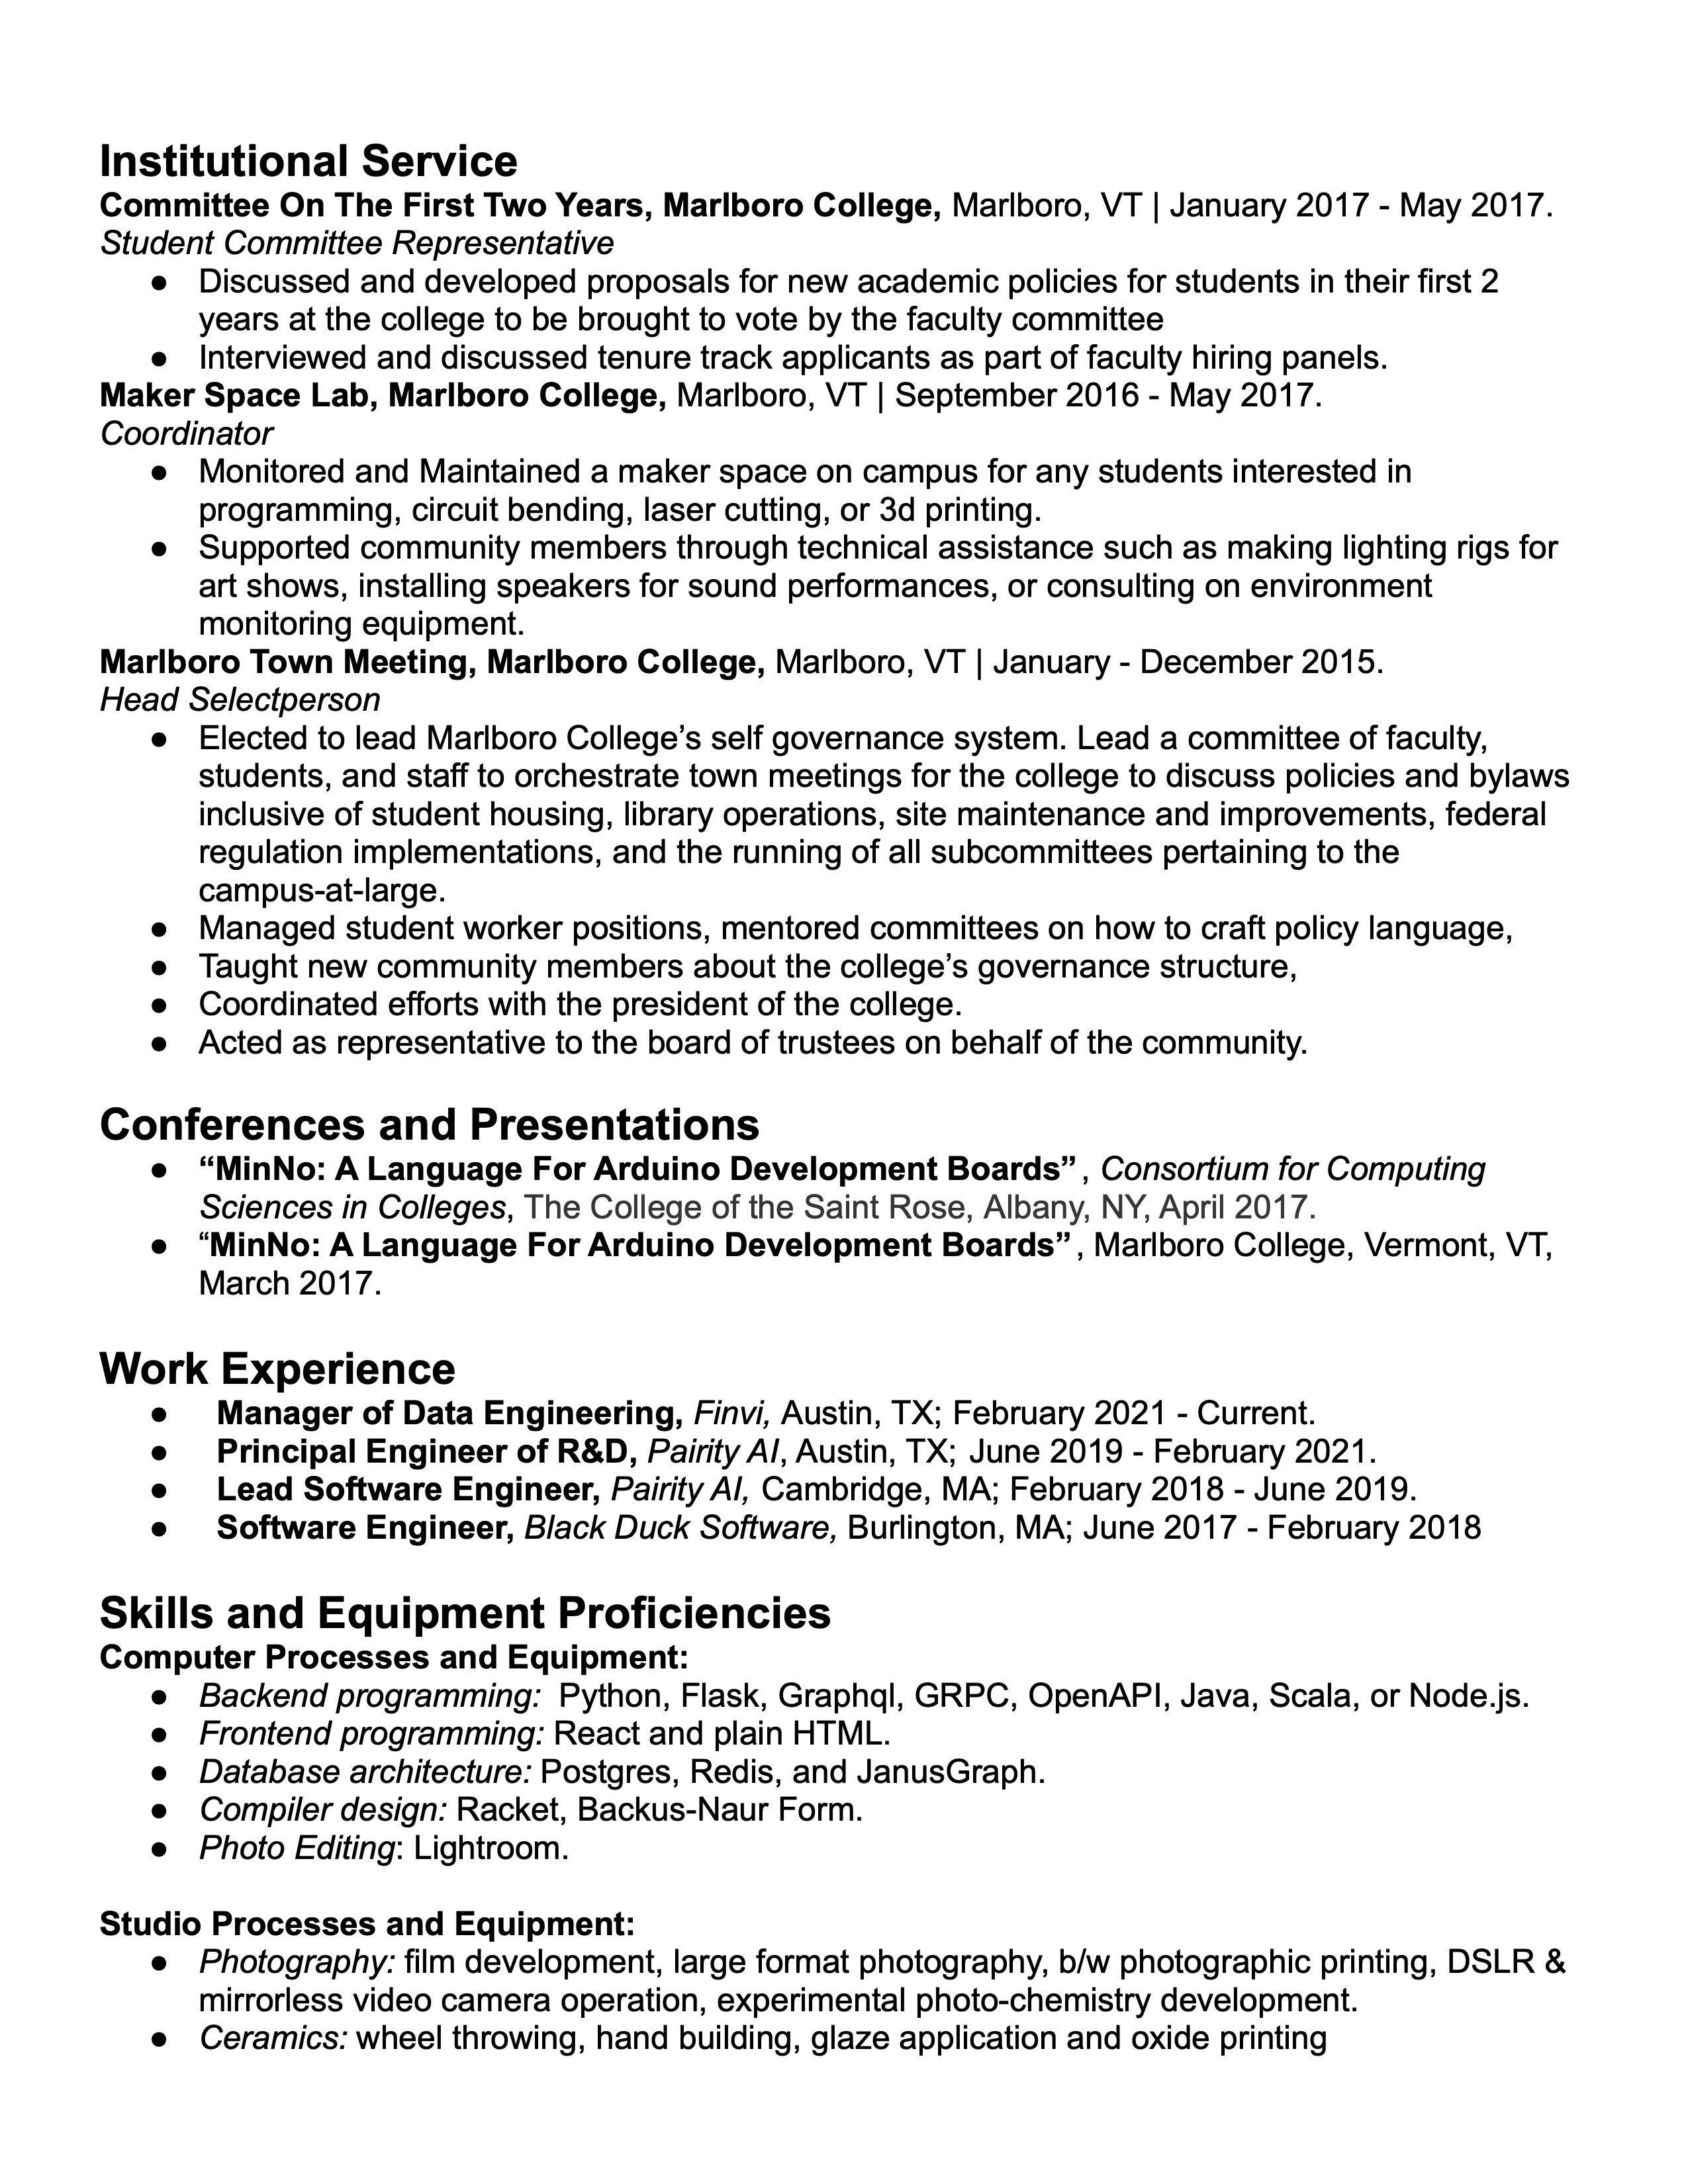 Institutional Service
Committee On The First Two Years, Marlboro College, Marlboro, VT | January 2017 - May 2017.
Student Committee Representative
● Discussed and developed proposals for new academic policies for students in their first 2
years at the college to be brought to vote by the faculty committee
● Interviewed and discussed tenure track applicants as part of faculty hiring panels.
Maker Space Lab, Marlboro College, Marlboro, VT | September 2016 - May 2017.
Coordinator
● Monitored and Maintained a maker space on campus for any students interested in
programming, circuit bending, laser cutting, or 3d printing.
● Supported community members through technical assistance such as making lighting rigs for
art shows, installing speakers for sound performances, or consulting on environment
monitoring equipment.
Marlboro Town Meeting, Marlboro College, Marlboro, VT | January - December 2015.
Head Selectperson
● Elected to lead Marlboro College’s self governance system. Lead a committee of faculty,
students, and staff to orchestrate town meetings for the college to discuss policies and bylaws
inclusive of student housing, library operations, site maintenance and improvements, federal
regulation implementations, and the running of all subcommittees pertaining to the
campus-at-large.
● Managed student worker positions, mentored committees on how to craft policy language,
● Taught new community members about the college’s governance structure,
● Coordinated efforts with the president of the college.
● Acted as representative to the board of trustees on behalf of the community.
Conferences and Presentations
● “MinNo: A Language For Arduino Development Boards”, Consortium for Computing
Sciences in Colleges, The College of the Saint Rose, Albany, NY, April 2017.
● “MinNo: A Language For Arduino Development Boards”, Marlboro College, Vermont, VT,
March 2017.
Work Experience
● Manager of Data Engineering, Finvi, Austin, TX; February 2021 - Current.
● Principal Engineer of R&D, Pairity AI, Austin, TX; June 2019 - February 2021.
● Lead Software Engineer, Pairity AI, Cambridge, MA; February 2018 - June 2019.
● Software Engineer, Black Duck Software, Burlington, MA; June 2017 - February 2018
Skills and Equipment Proficiencies
Computer Processes and Equipment:
● Backend programming: Python, Flask, Graphql, GRPC, OpenAPI, Java, Scala, or Node.js.
● Frontend programming: React and plain HTML.
● Database architecture: Postgres, Redis, and JanusGraph.
● Compiler design: Racket, Backus-Naur Form.
● Photo Editing: Lightroom.
Studio Processes and Equipment:
● Photography: film development, large format photography, b/w photographic printing, DSLR &
mirrorless video camera operation, experimental photo-chemistry development.
● Ceramics: wheel throwing, hand building, glaze application and oxide printing